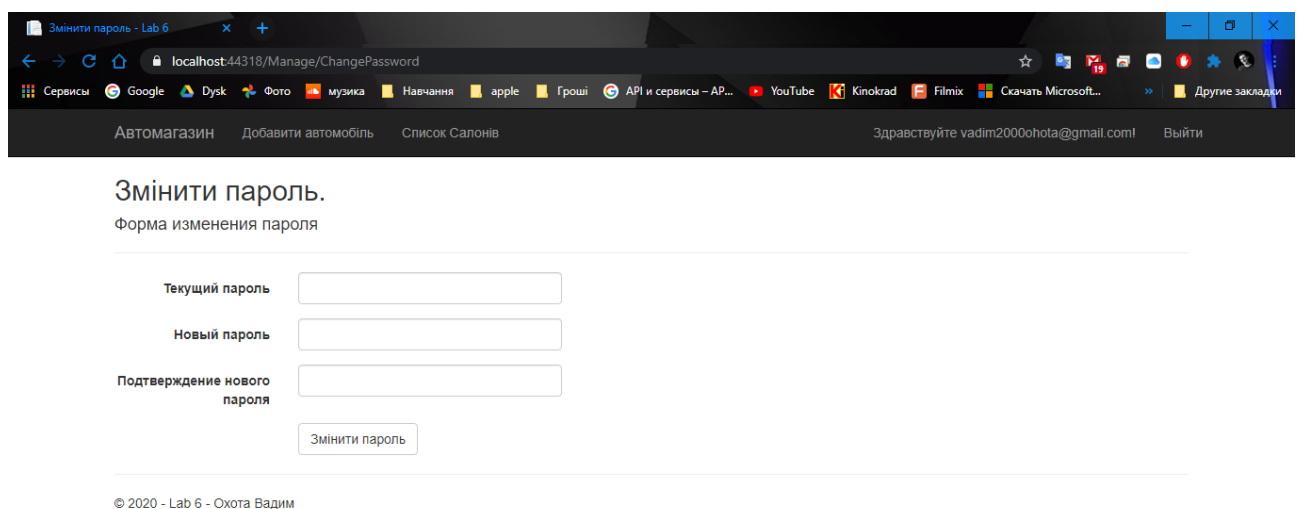 Змінити пароль - Lab 6
localhost:44318/Manage/ChangePassword
19
Сервисы Google Dysk Фото музика Навчання apple Гроші API и сервисы – AP... YouTube Kinokrad Filmix Скачать Microsoft... » Другие закладки
Автомагазин Добавити автомобіль Список Салонів Здравствуйте vadim2000ohota@gmail.com! Выйти
Змінити пароль.
Форма изменения пароля
Текущий пароль
Новый пароль
Подтверждение нового
пароля
Змінити пароль
© 2020 - Lab 6 - Охота Вадим